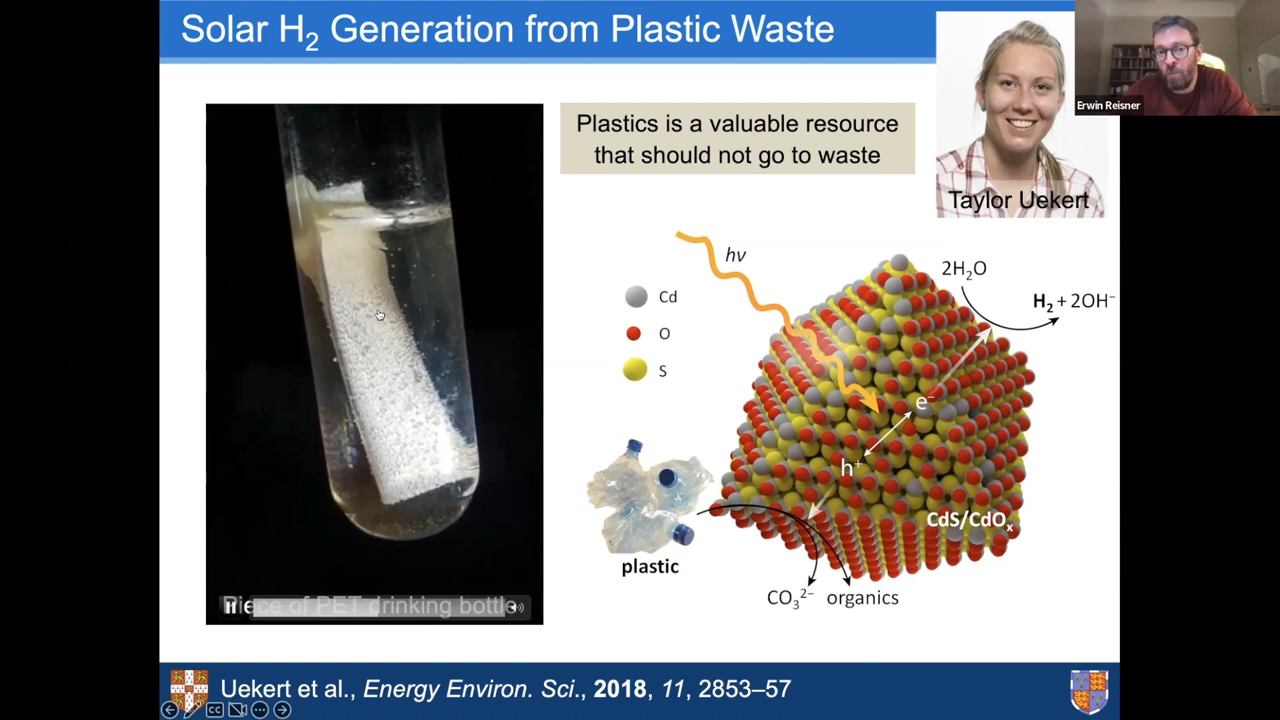 Solar H₂ Generation from Plastic Waste
Erwin Reisner
Plastics is a valuable resource
that should not go to waste
Taylor Uekert
hν
2H₂O
H₂ + 2OH⁻
Cd
O
S
e⁻
h⁺
CdS/CdOₓ
plastic
CO₃²⁻ organics
Piece of PET drinking bottle
Uekert et al., Energy Environ. Sci., 2018, 11, 2853–57
CC